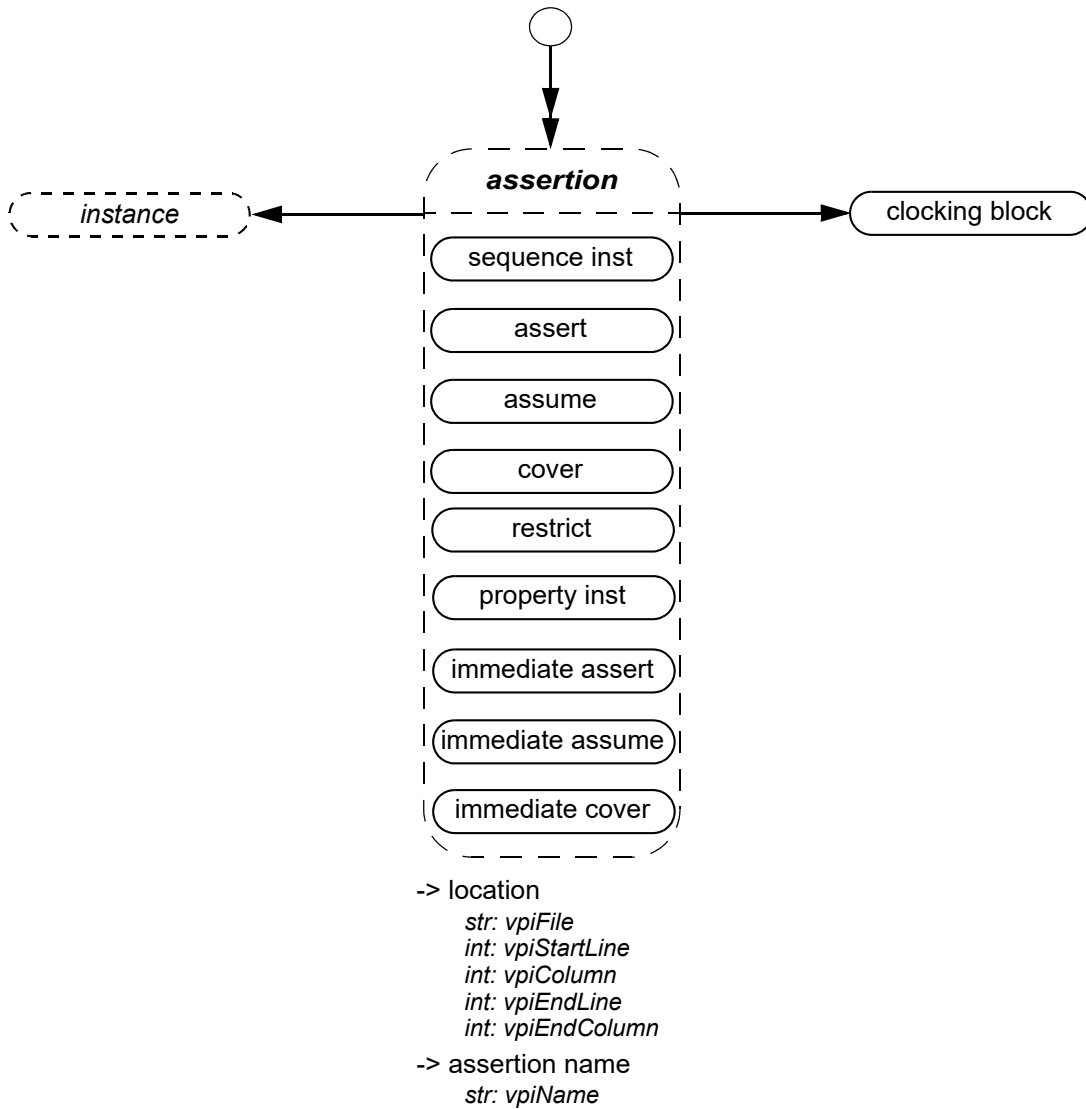 assertion
instance
clocking block
sequence inst
assert
assume
cover
restrict
property inst
immediate assert
immediate assume
immediate cover
-> location
str: vpiFile
int: vpiStartLine
int: vpiColumn
int: vpiEndLine
int: vpiEndColumn
-> assertion name
str: vpiName